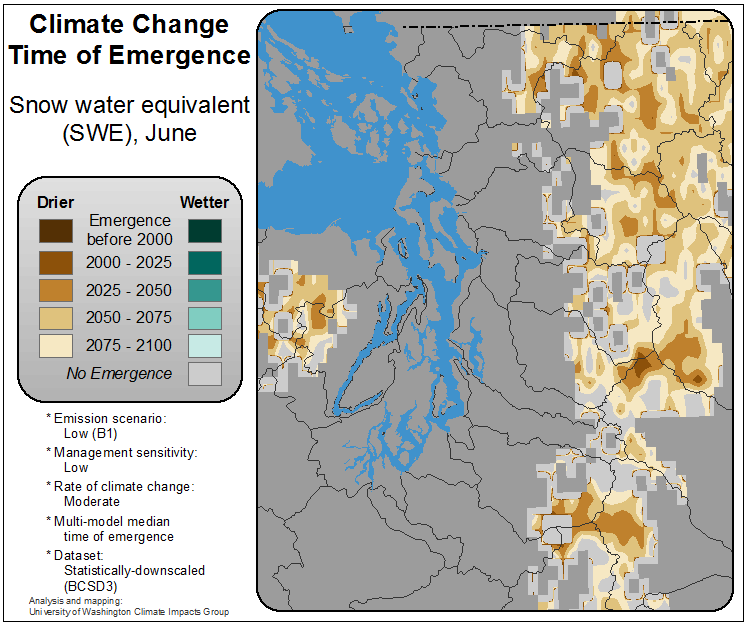 Climate Change
Time of Emergence
Snow water equivalent
(SWE), June
Drier Wetter
Emergence
before 2000
2000 - 2025
2025 - 2050
2050 - 2075
2075 - 2100
No Emergence
* Emission scenario:
Low (B1)
* Management sensitivity:
Low
* Rate of climate change:
Moderate
* Multi-model median
time of emergence
* Dataset:
Statistically-downscaled
(BCSD3)
Analysis and mapping:
University of Washington Climate Impacts Group